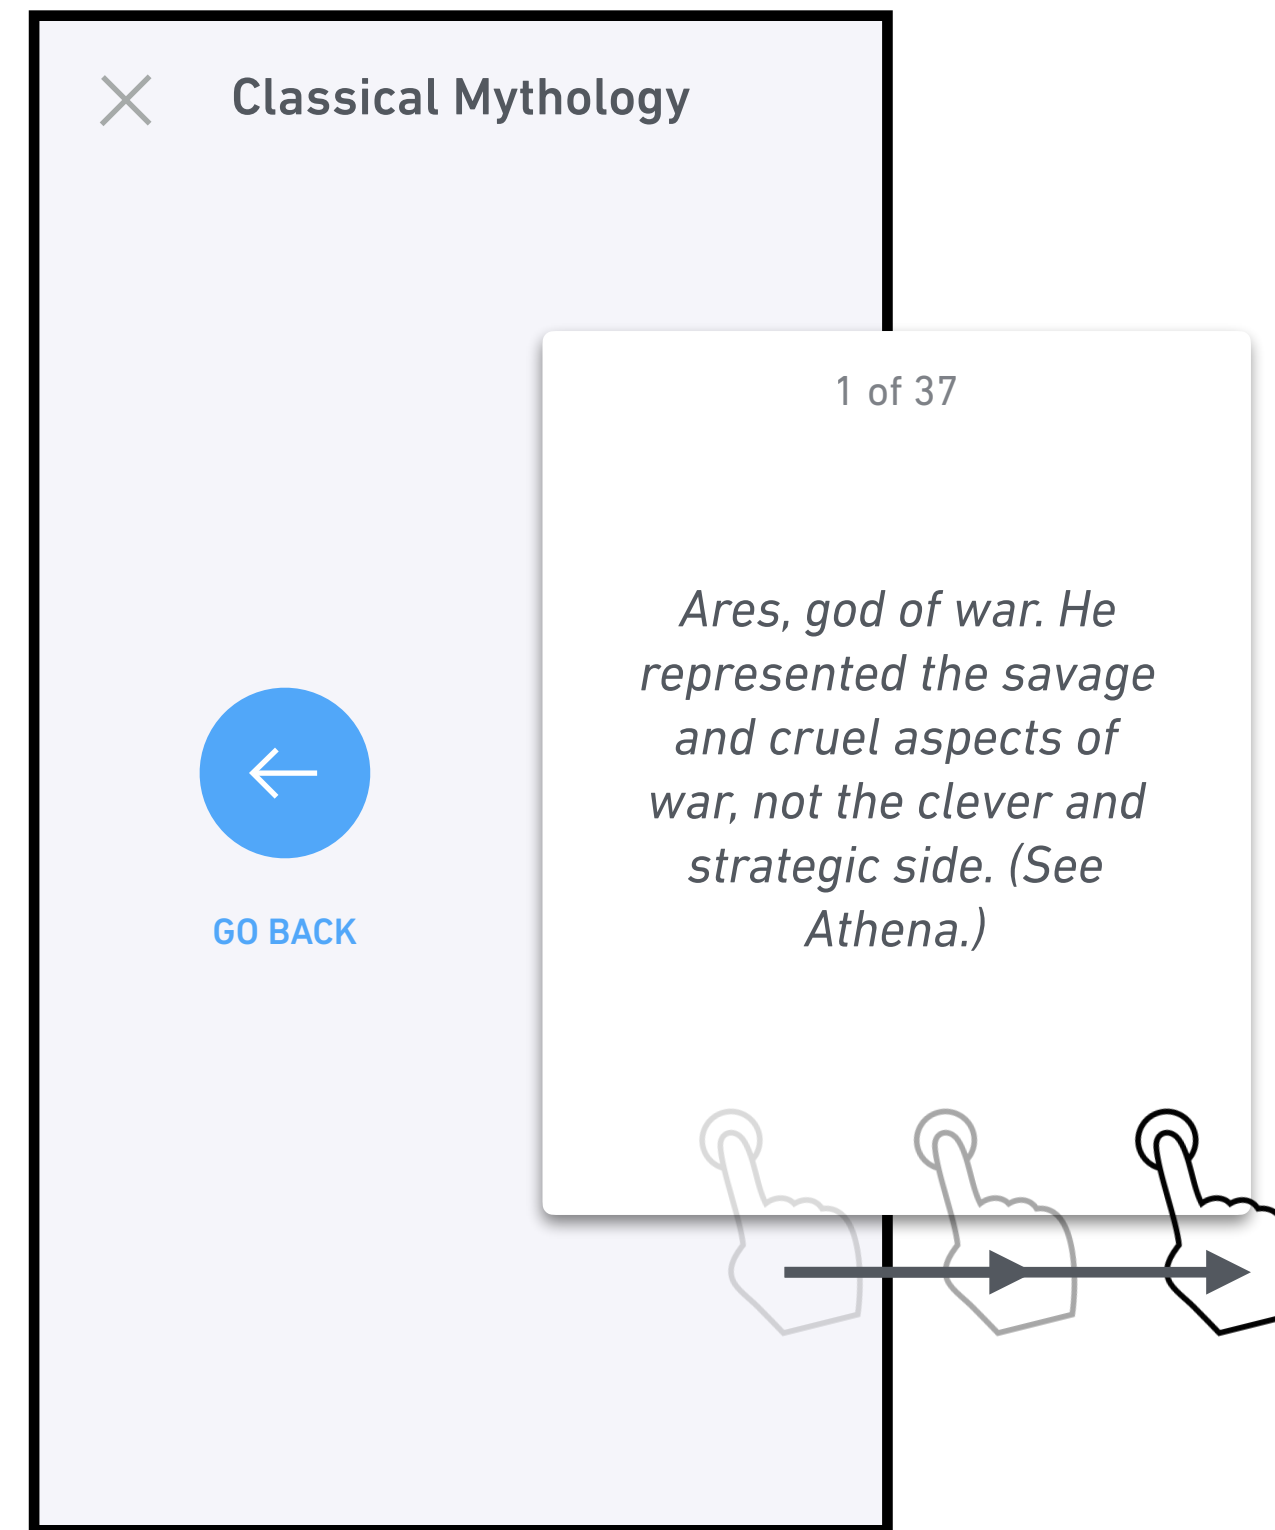 Classical Mythology
1 of 37
Ares, god of war. He
represented the savage
and cruel aspects of
war, not the clever and
strategic side. (See
Athena.)
GO BACK